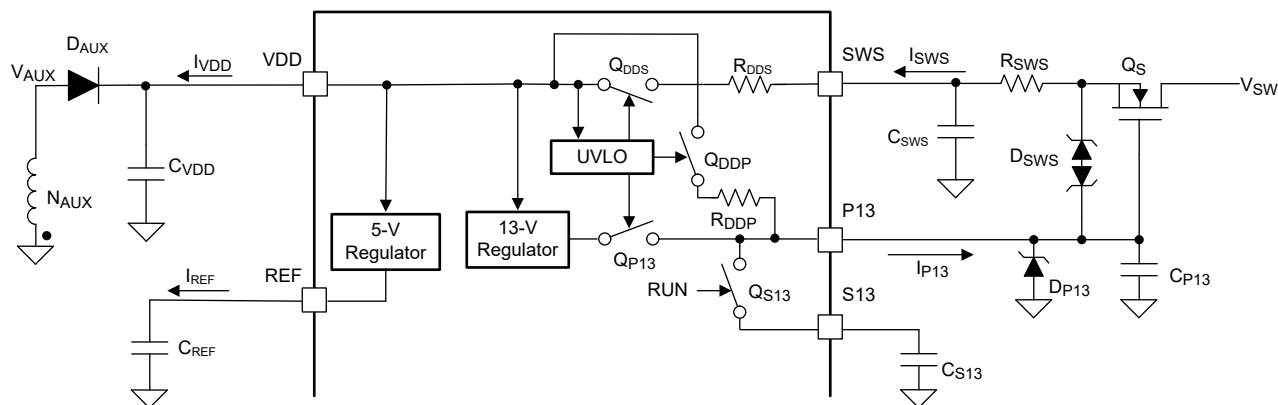 DAUX
VAUX
IVDD
VDD
CVDD
NAUX
QDDS
RDDS
UVLO
QDDP
RDDP
5-V
Regulator
13-V
Regulator
QP13
REF
IREF
CREF
RUN
QS13
SWS
ISWS
RSWS
QS
VSW
CSWS
DSWS
P13
IP13
DP13
CP13
S13
CS13